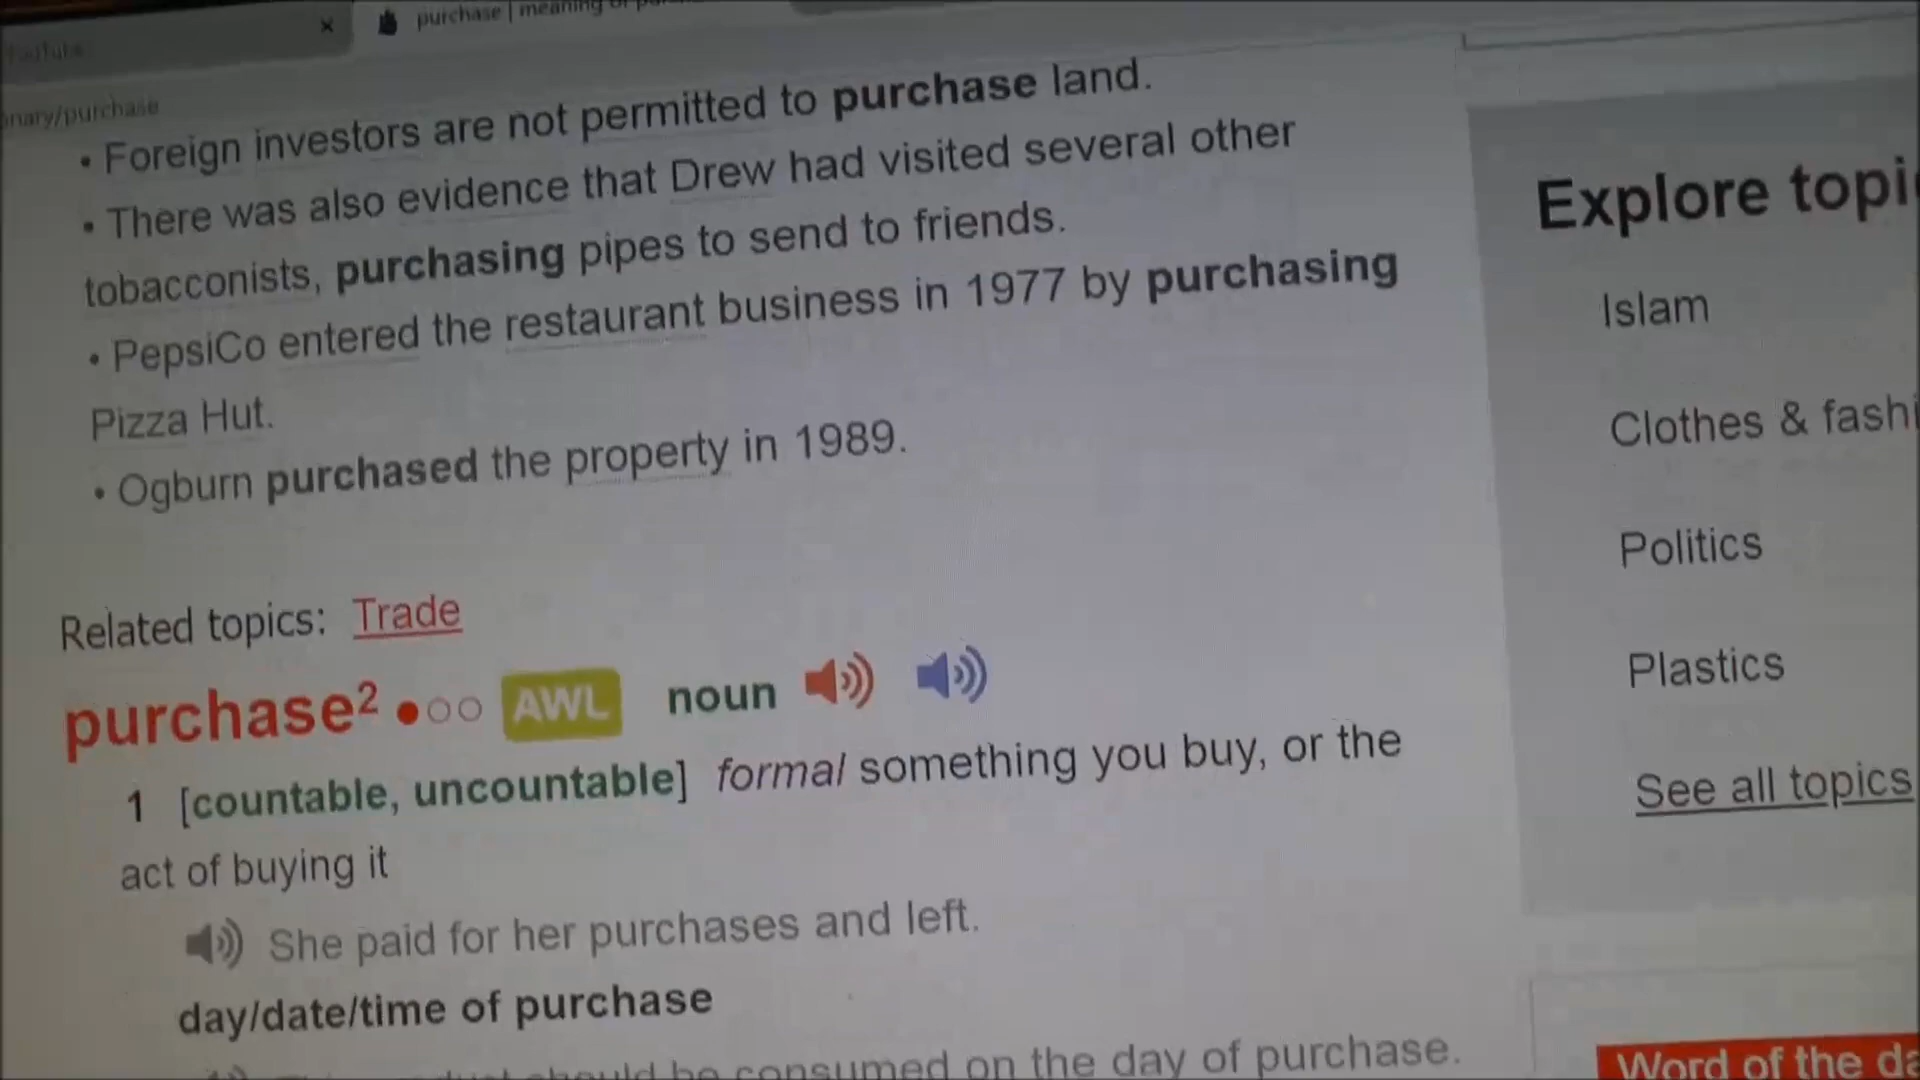 purchase | meaning of
onary/purchase
• Foreign investors are not permitted to purchase land.
• There was also evidence that Drew had visited several other
tobacconists, purchasing pipes to send to friends.
• PepsiCo entered the restaurant business in 1977 by purchasing
Pizza Hut.
• Ogburn purchased the property in 1989.
Related topics: Trade
purchase2 ●○○ AWL noun
1 [countable, uncountable] formal something you buy, or the
act of buying it
She paid for her purchases and left.
day/date/time of purchase
should be consumed on the day of purchase.
Explore topi
Islam
Clothes & fashi
Politics
Plastics
See all topics
Word of the da